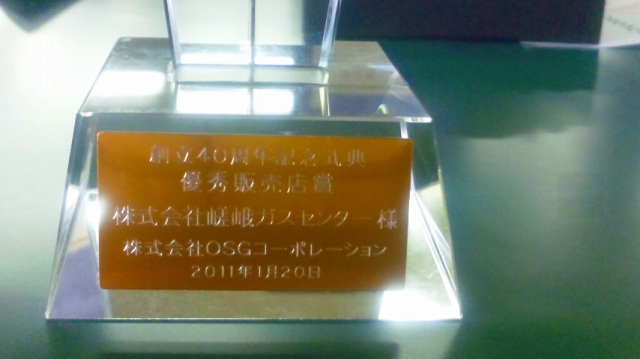 創立40周年記念式典
優秀販売店賞
株式会社嵯峨ガスセンター様
株式会社OSGコーポレーション
2011年1月20日